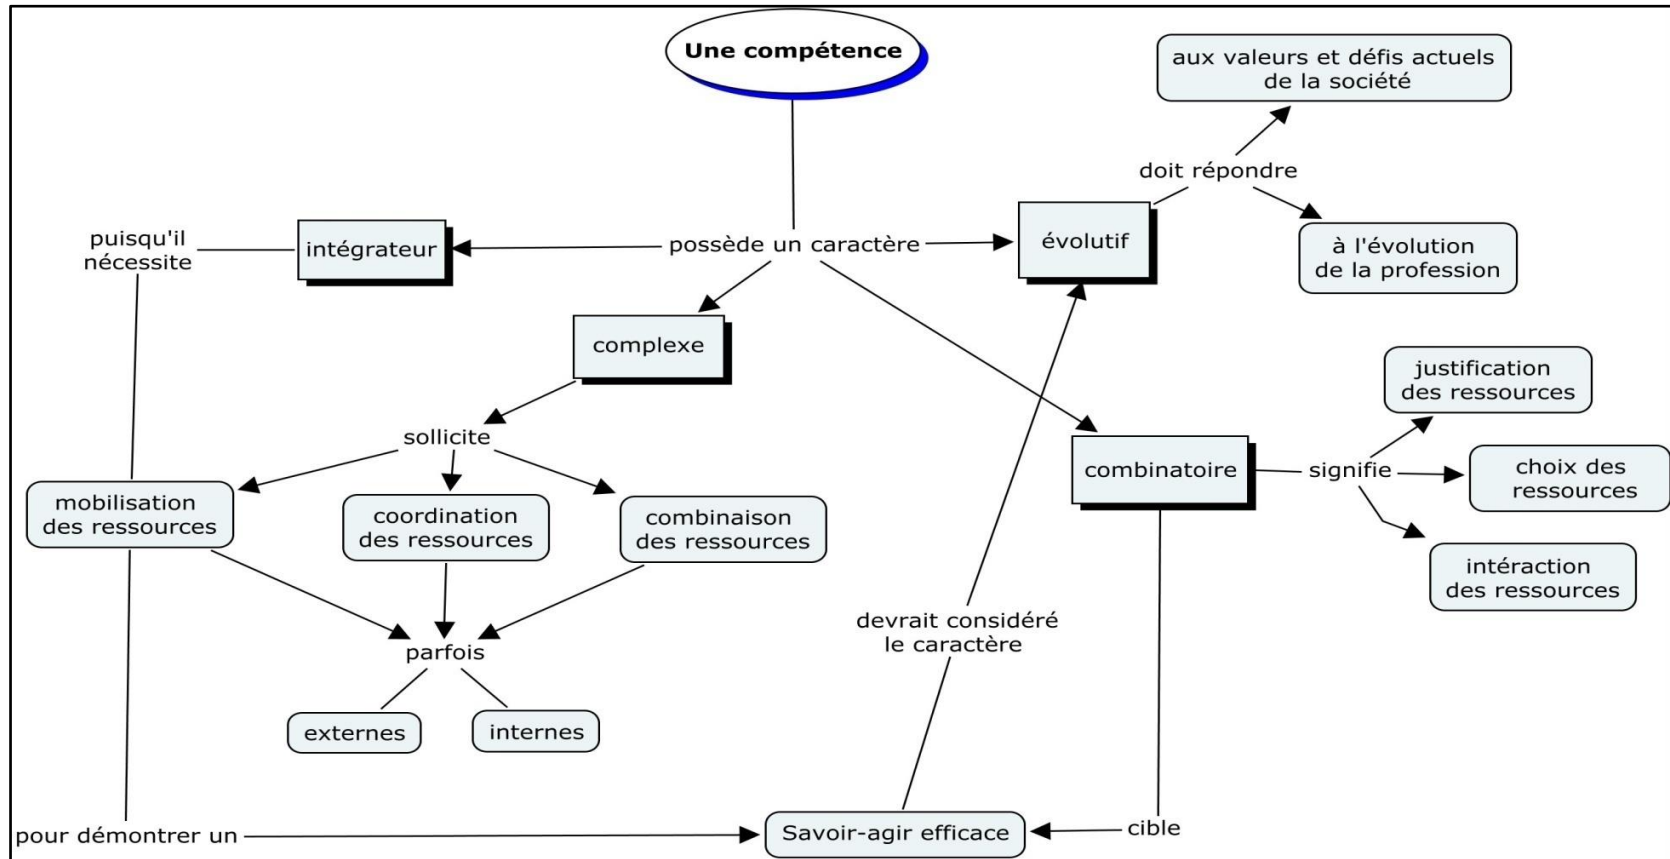 Une compétence
aux valeurs et défis actuels
de la société
doit répondre
puisqu'il
nécessite
intégrateur
possède un caractère
évolutif
à l'évolution
de la profession
complexe
justification
des ressources
sollicite
combinatoire
signifie
choix des
ressources
mobilisation
des ressources
coordination
des ressources
combinaison
des ressources
intéraction
des ressources
devrait considéré
le caractère
parfois
externes
internes
pour démontrer un
Savoir-agir efficace
cible